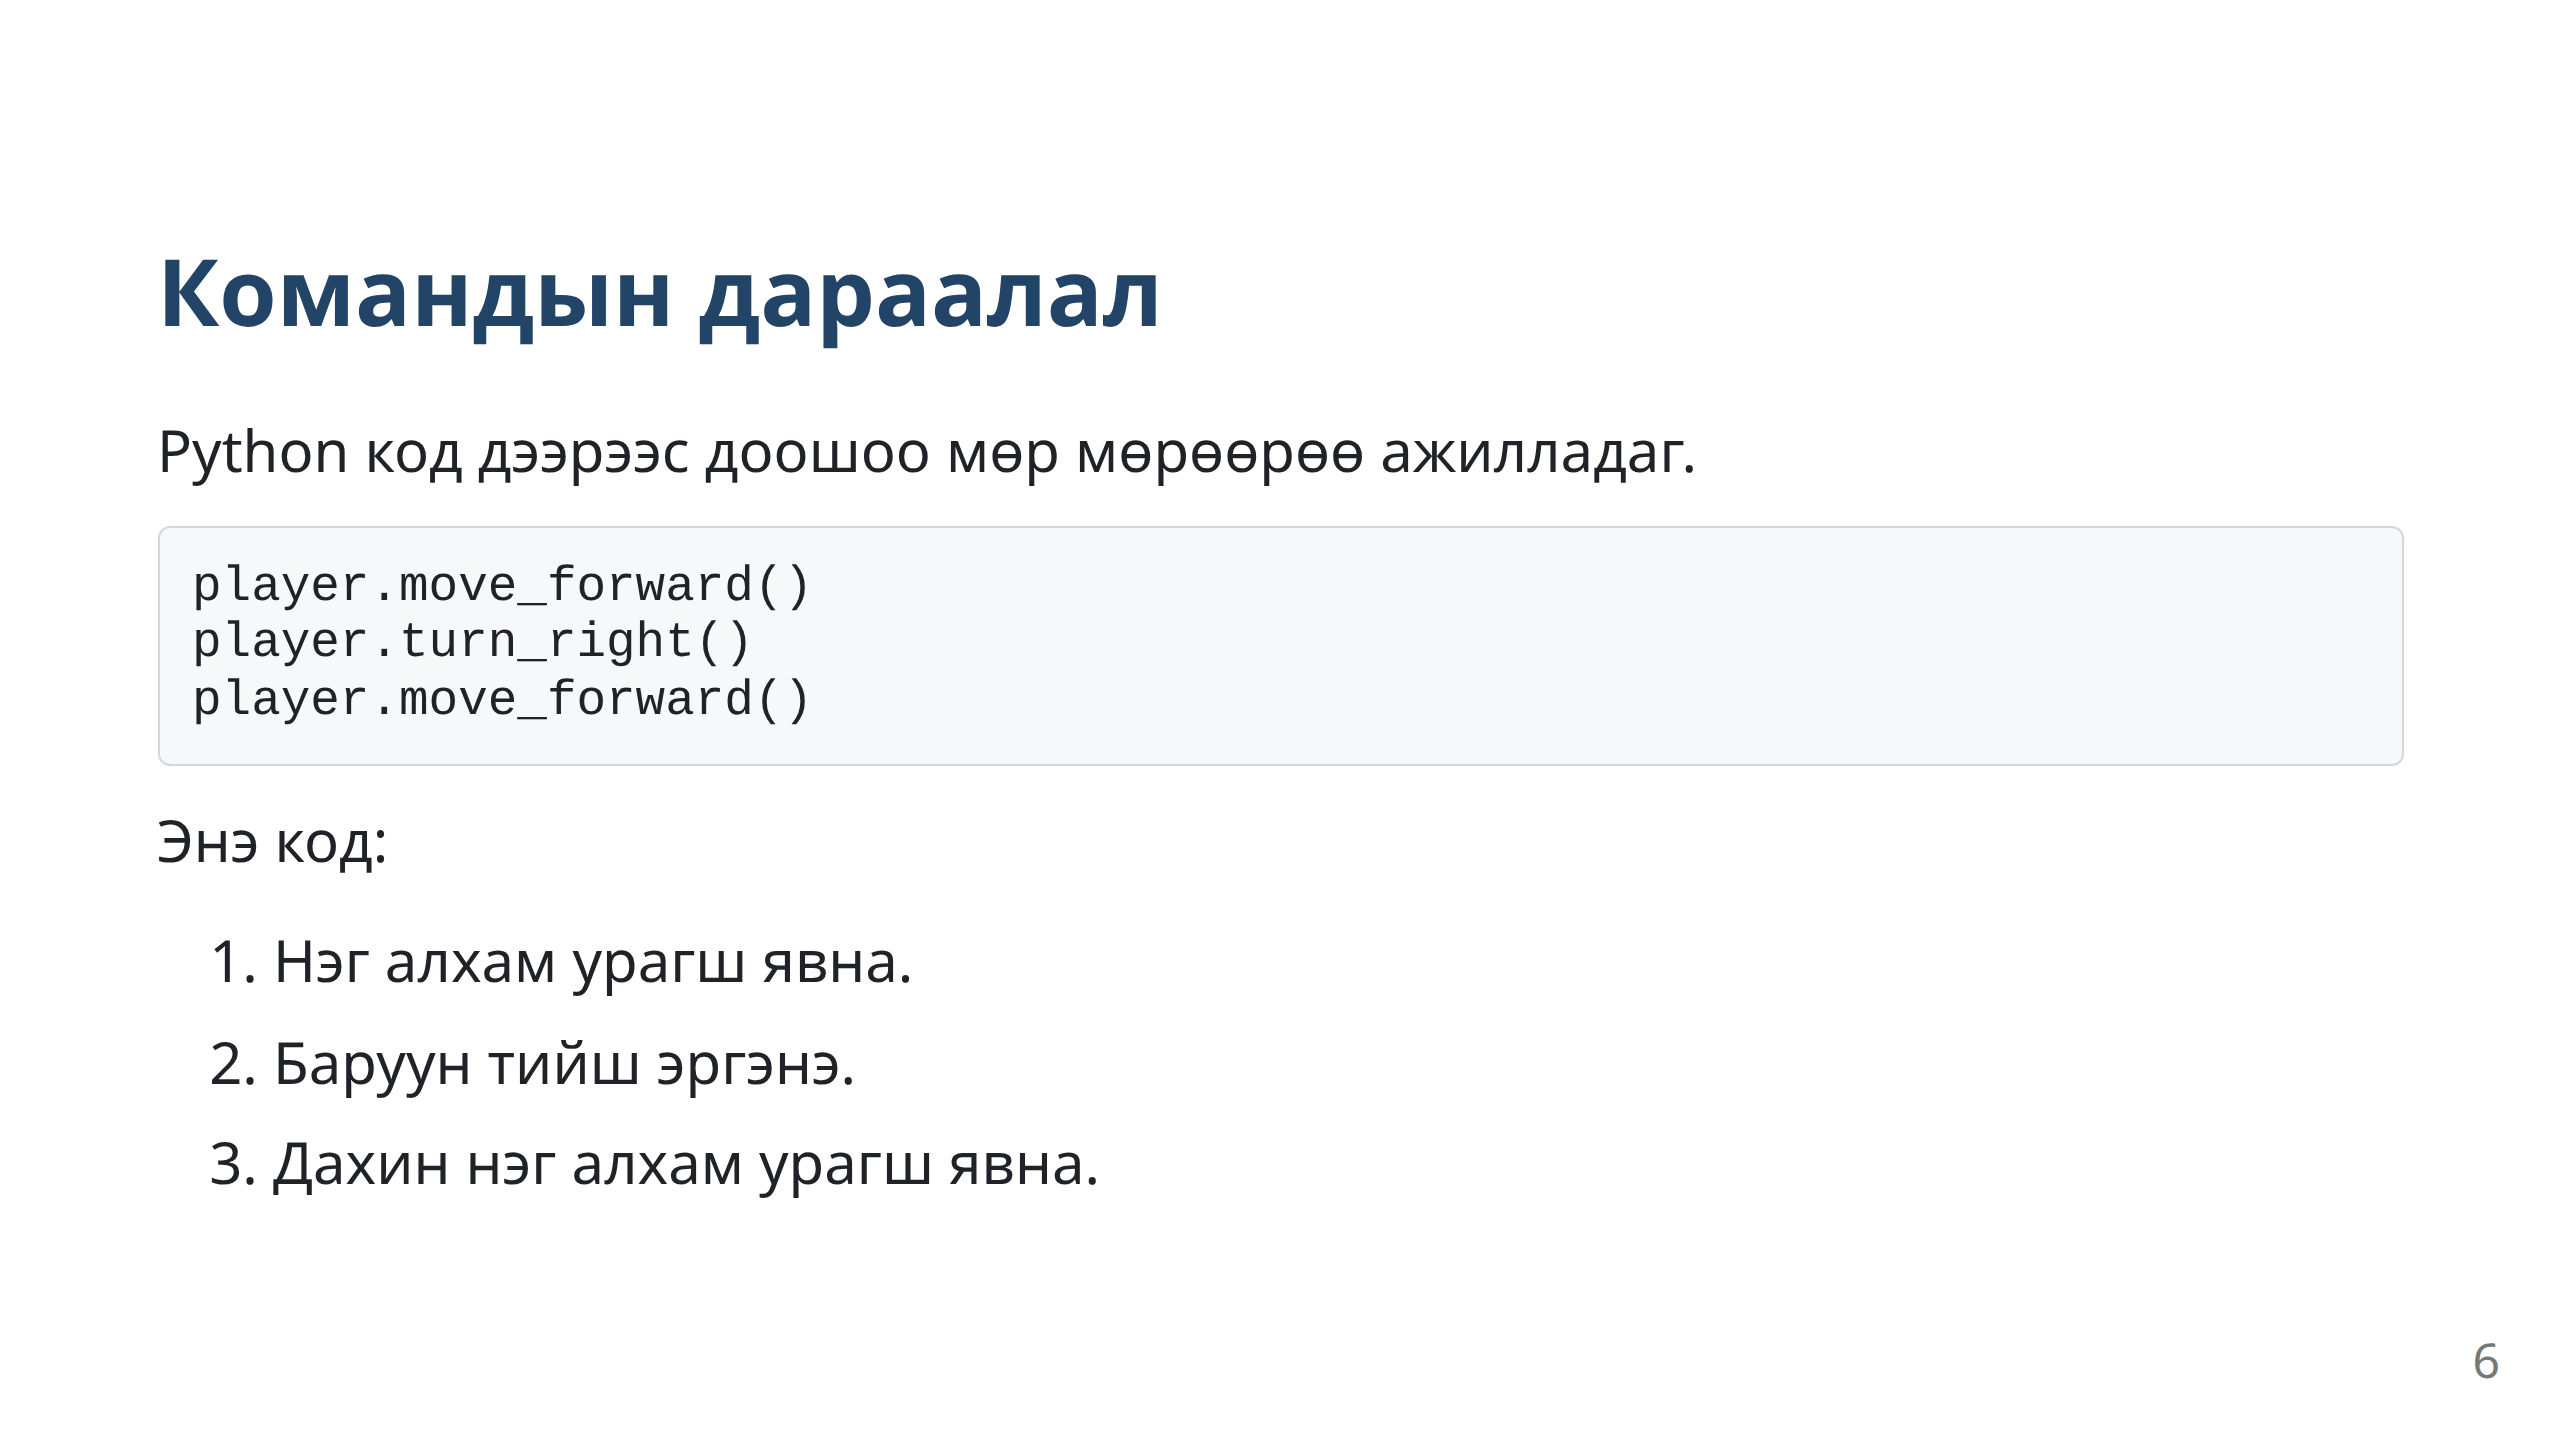 Командын дараалал
Python код дээрээс доошоо мөр мөрөөрөө ажилладаг.
player.move_forward()
player.turn_right()
player.move_forward()
Энэ код:
1. Нэг алхам урагш явна.
2. Баруун тийш эргэнэ.
3. Дахин нэг алхам урагш явна.
6